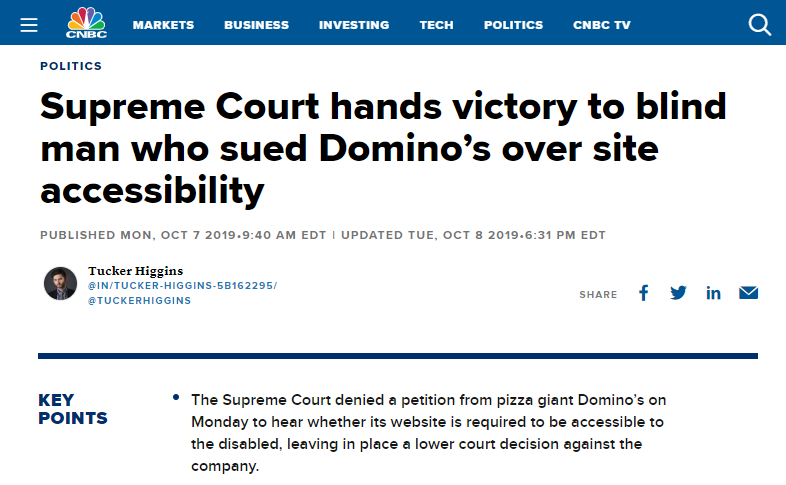 CNBC
MARKETS BUSINESS INVESTING TECH POLITICS CNBC TV
POLITICS
Supreme Court hands victory to blind
man who sued Domino’s over site
accessibility
PUBLISHED MON, OCT 7 2019•9:40 AM EDT | UPDATED TUE, OCT 8 2019•6:31 PM EDT
Tucker Higgins
@IN/TUCKER-HIGGINS-5B162295/
@TUCKERHIGGINS
SHARE f in
KEY
POINTS
• The Supreme Court denied a petition from pizza giant Domino’s on
Monday to hear whether its website is required to be accessible to
the disabled, leaving in place a lower court decision against the
company.